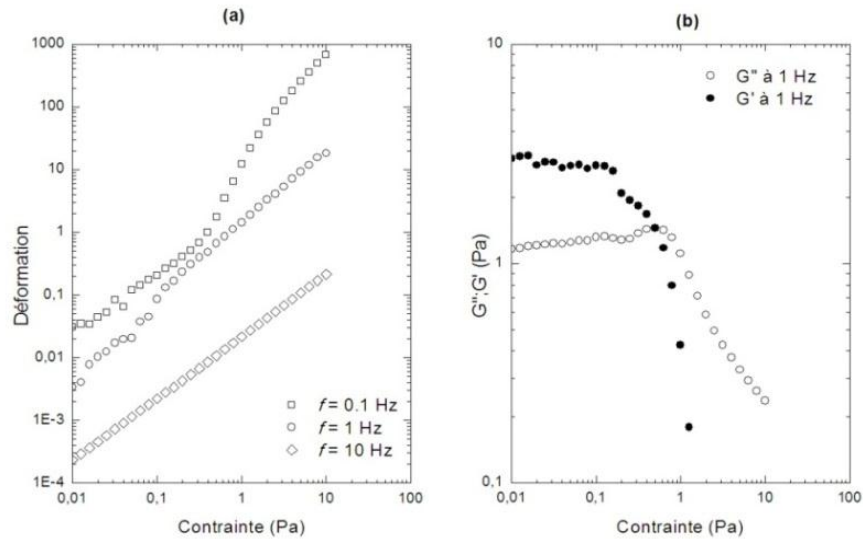 (a)
1000
100
10
1
0,1
0,01
1E-3
1E-4
Déformation
□ f = 0.1 Hz
○ f = 1 Hz
◇ f = 10 Hz
0,01 0,1 1 10 100
Contrainte (Pa)
(b)
10
1
0,1
G'';G' (Pa)
○ G'' à 1 Hz
● G' à 1 Hz
0,01 0,1 1 10 100
Contrainte (Pa)